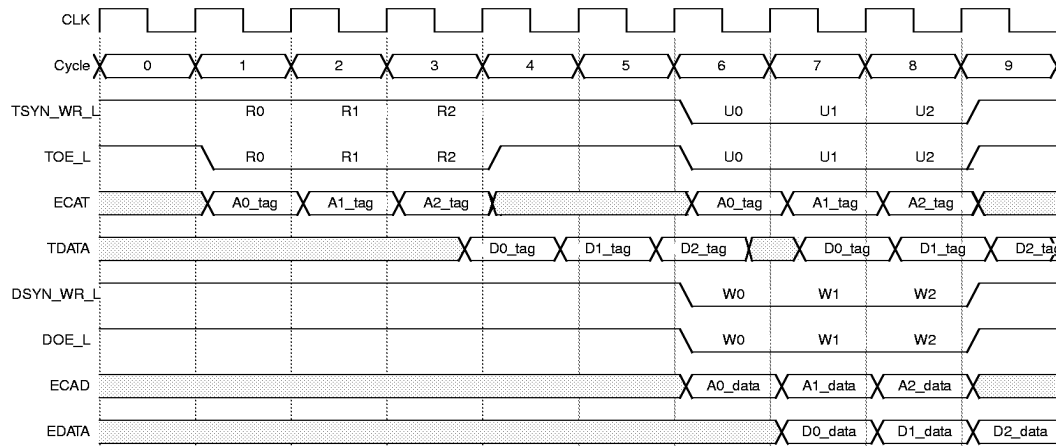 CLK
Cycle 0 1 2 3 4 5 6 7 8 9
TSYN_WR_L R0 R1 R2 U0 U1 U2
TOE_L R0 R1 R2 U0 U1 U2
ECAT A0_tag A1_tag A2_tag A0_tag A1_tag A2_tag
TDATA D0_tag D1_tag D2_tag D0_tag D1_tag D2_tag
DSYN_WR_L W0 W1 W2
DOE_L W0 W1 W2
ECAD A0_data A1_data A2_data
EDATA D0_data D1_data D2_data